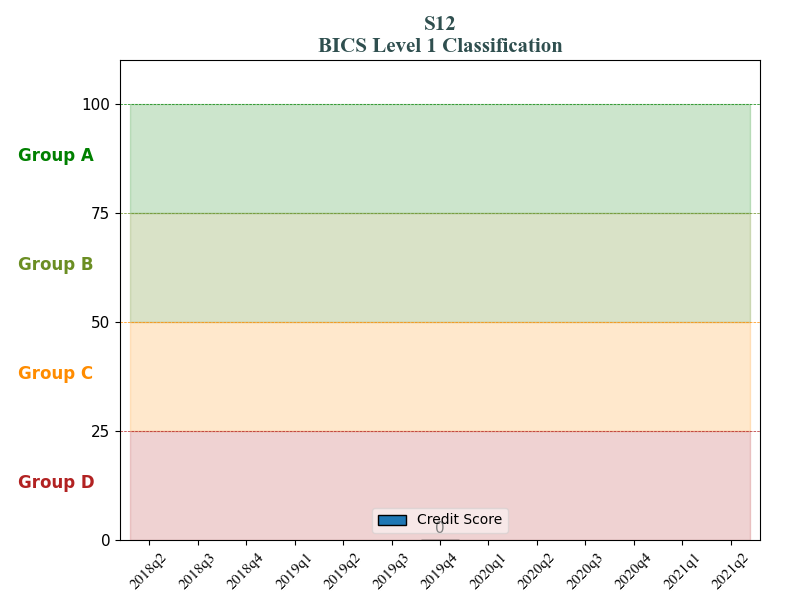 S12
BICS Level 1 Classification
100
Group A
75
Group B
50
Group C
25
Group D
Credit Score
0
0
2018q2
2018q3
2018q4
2019q1
2019q2
2019q3
2019q4
2020q1
2020q2
2020q3
2020q4
2021q1
2021q2